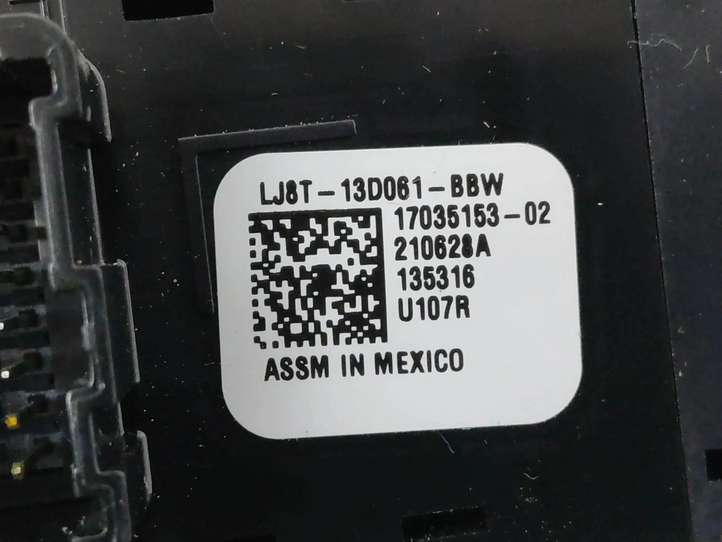 LJ8T-13D061-BBW
17035153-02
210628A
135316
U107R
ASSM IN MEXICO